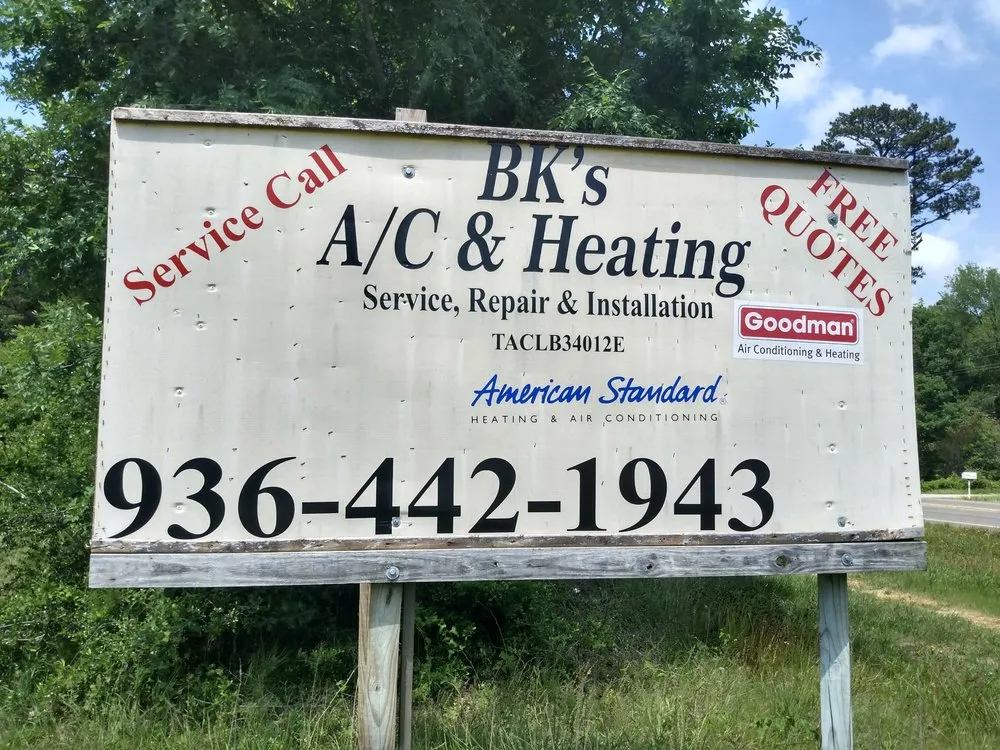 Service Call
BK's
A/C & Heating
FREE
QUOTES
Service, Repair & Installation
TACLB34012E
Goodman®
Air Conditioning & Heating
American Standard®
HEATING & AIR CONDITIONING
936-442-1943